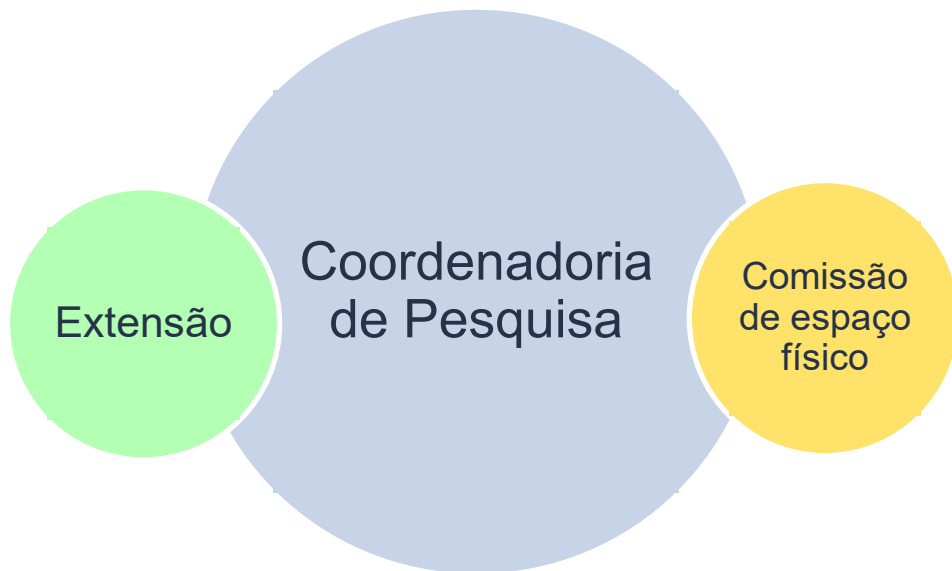 Extensão
Coordenadoria
de Pesquisa
Comissão
de espaço
físico